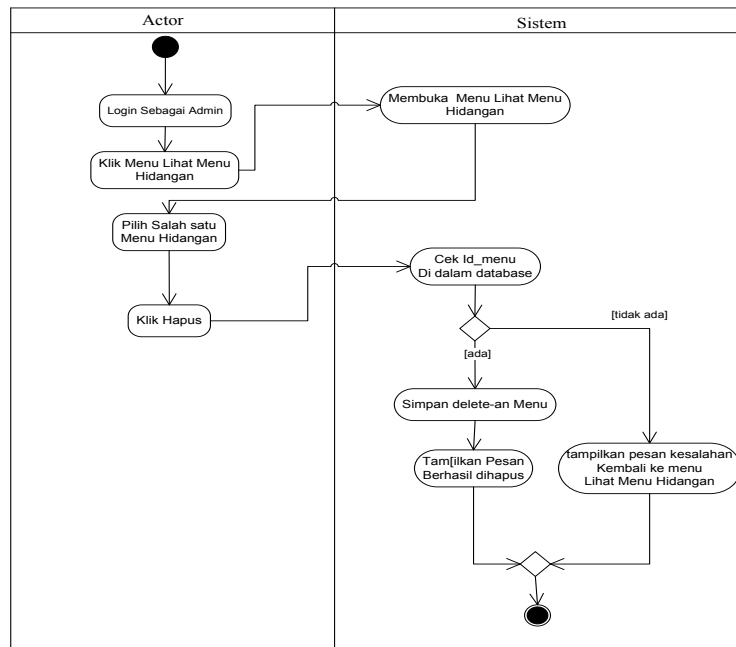 Actor
Sistem
Login Sebagai Admin
Membuka Menu Lihat Menu
Hidangan
Klik Menu Lihat Menu
Hidangan
Pilih Salah satu
Menu Hidangan
Cek Id_menu
Di dalam database
Klik Hapus
[tidak ada]
[ada]
Simpan delete-an Menu
Tam[ilkan Pesan
Berhasil dihapus
tampilkan pesan kesalahan
Kembali ke menu
Lihat Menu Hidangan